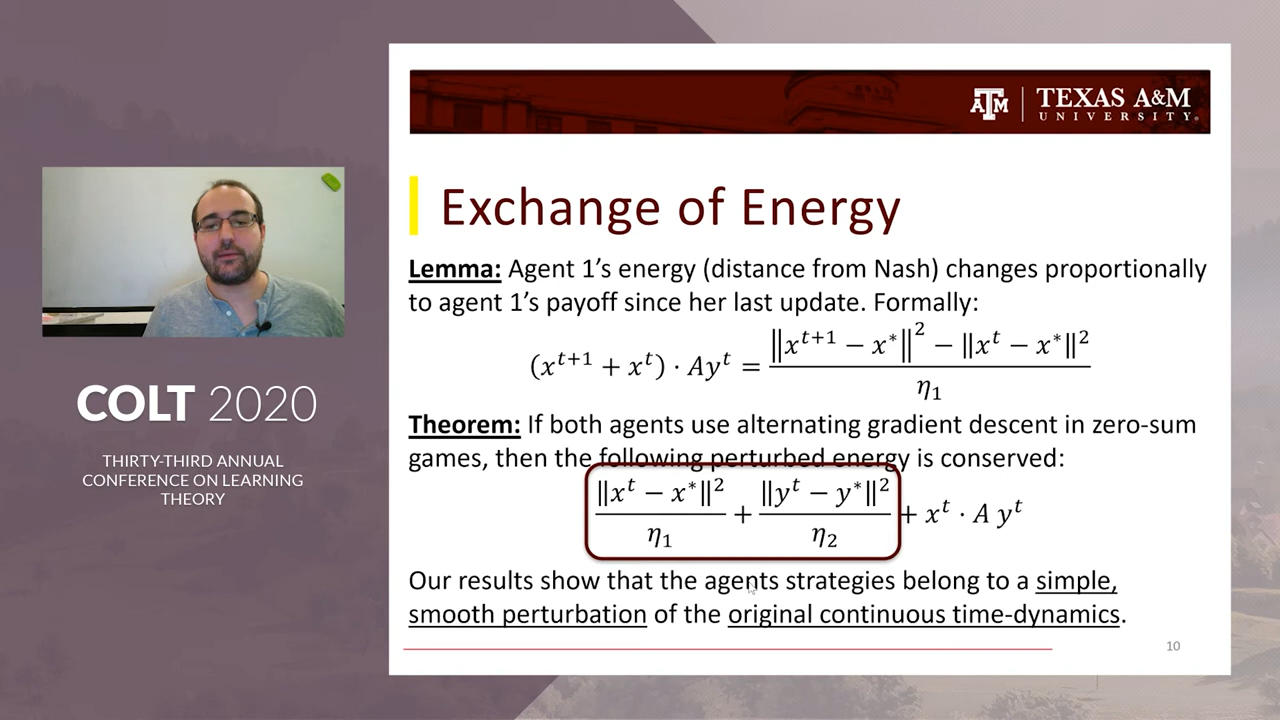 TEXAS A&M
UNIVERSITY
Exchange of Energy
Lemma: Agent 1's energy (distance from Nash) changes proportionally
to agent 1's payoff since her last update. Formally:
(x^{t+1} + x^t) · Ay^t = (‖x^{t+1} − x^*‖^2 − ‖x^t − x^*‖^2) / η_1
Theorem: If both agents use alternating gradient descent in zero-sum
games, then the following perturbed energy is conserved:
‖x^t − x^*‖^2 / η_1 + ‖y^t − y^*‖^2 / η_2 + x^t · A y^t
Our results show that the agents strategies belong to a simple,
smooth perturbation of the original continuous time-dynamics.
10
COLT 2020
THIRTY-THIRD ANNUAL
CONFERENCE ON LEARNING
THEORY